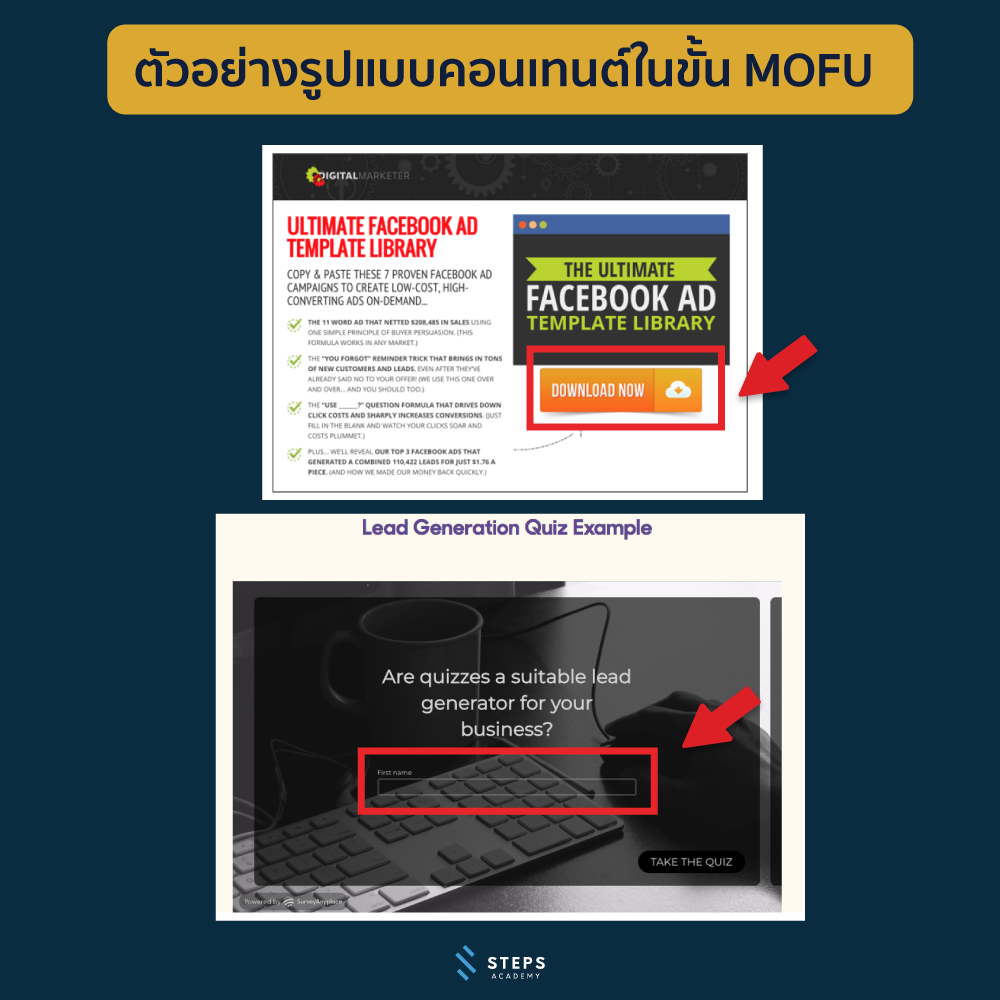 ตัวอย่างรูปแบบคอนเทนต์ในขั้น MOFU
DIGITALMARKETER
ULTIMATE FACEBOOK AD
TEMPLATE LIBRARY
COPY & PASTE THESE 7 PROVEN FACEBOOK AD
CAMPAIGNS TO CREATE LOW-COST, HIGH-
CONVERTING ADS ON-DEMAND...
THE 11 WORD AD THAT NETTED $208,485 IN SALES USING
ONE SIMPLE PRINCIPLE OF BUYER PERSUASION. (THIS
FORMULA WORKS IN ANY MARKET.)
THE "YOU FORGOT" REMINDER TRICK THAT BRINGS IN TONS
OF NEW CUSTOMERS AND LEADS, EVEN AFTER THEY'VE
ALREADY SAID NO TO YOUR OFFER! (WE USE THIS ONE OVER
AND OVER... AND YOU SHOULD TOO.)
THE "USE _____?" QUESTION FORMULA THAT DRIVES DOWN
CLICK COSTS AND SHARPLY INCREASES CONVERSIONS. (JUST
FILL IN THE BLANK AND WATCH YOUR CLICKS SOAR AND
COSTS PLUMMET.)
PLUS... WE'LL REVEAL OUR TOP 3 FACEBOOK ADS THAT
GENERATED A COMBINED 110,422 LEADS FOR JUST $1.76 A
PIECE. (AND HOW WE MADE OUR MONEY BACK QUICKLY.)
THE ULTIMATE
FACEBOOK AD
TEMPLATE LIBRARY
DOWNLOAD NOW
Lead Generation Quiz Example
Are quizzes a suitable lead
generator for your
business?
First name
TAKE THE QUIZ
Powered by SurveyAnyplace
STEPS
ACADEMY